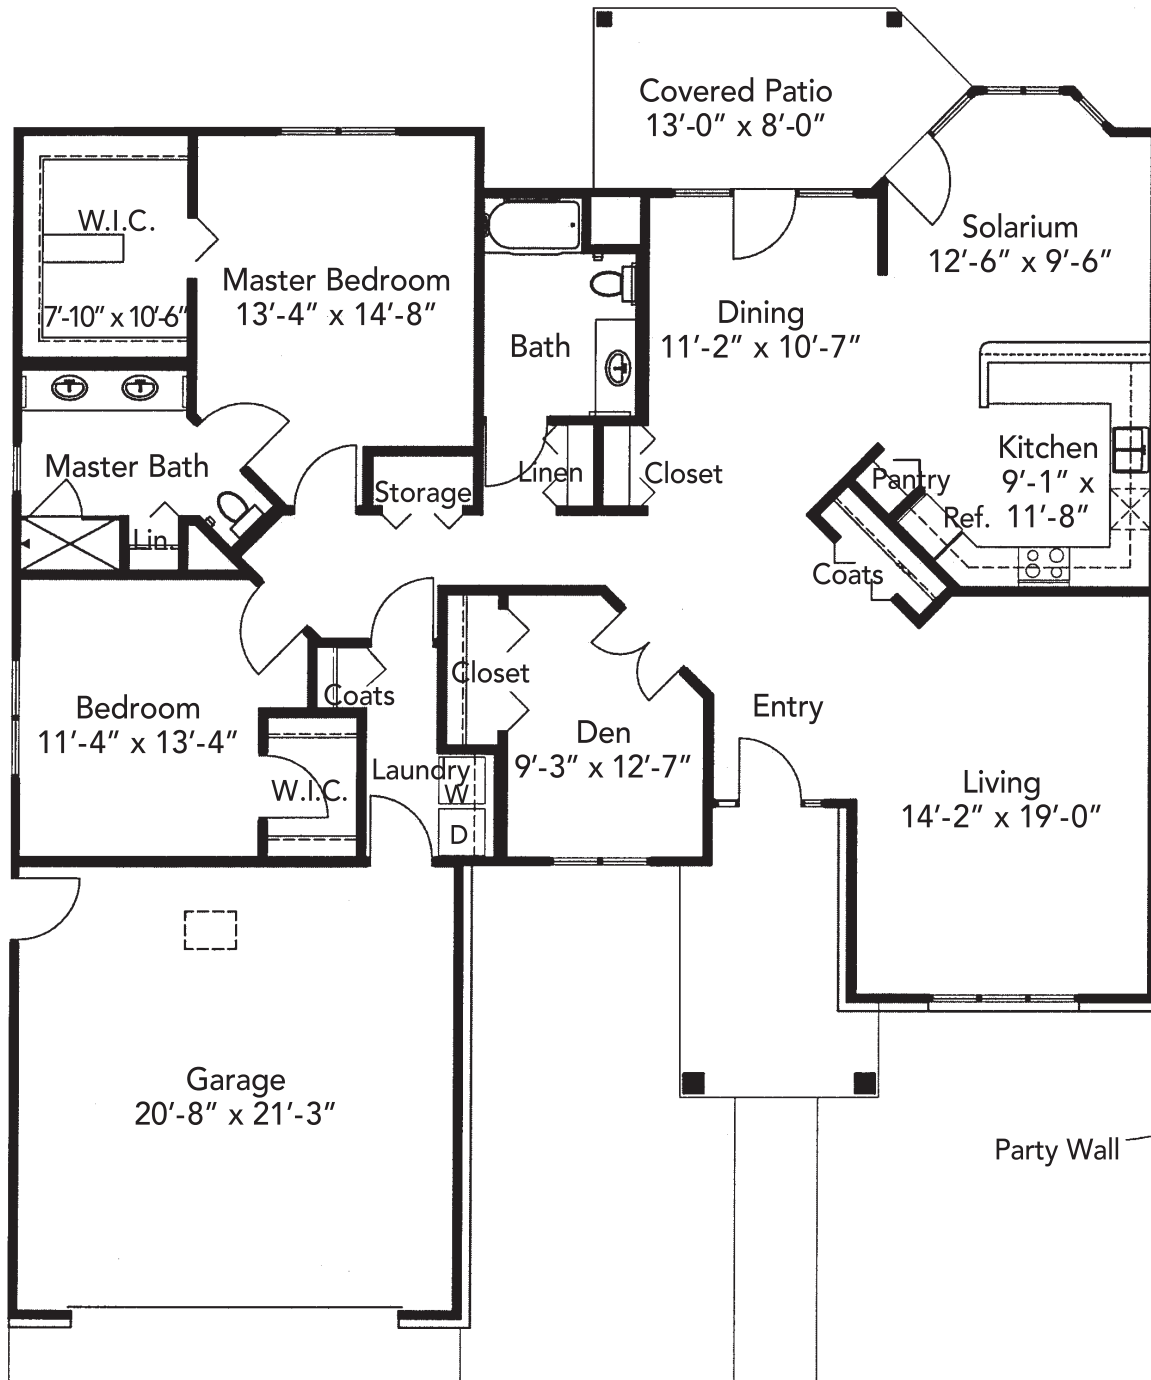 Covered Patio
13'-0" x 8'-0"
W.I.C.
7'-10" x 10'-6"
Master Bedroom
13'-4" x 14'-8"
Solarium
12'-6" x 9'-6"
Dining
11'-2" x 10'-7"
Bath
Kitchen
9'-1" x
11'-8"
Master Bath
Storage
Linen
Closet
Pantry
Ref.
Lin.
Coats
Closet
Coats
Bedroom
11'-4" x 13'-4"
Den
9'-3" x 12'-7"
Entry
Laundry
W
W.I.C.
D
Living
14'-2" x 19'-0"
Garage
20'-8" x 21'-3"
Party Wall